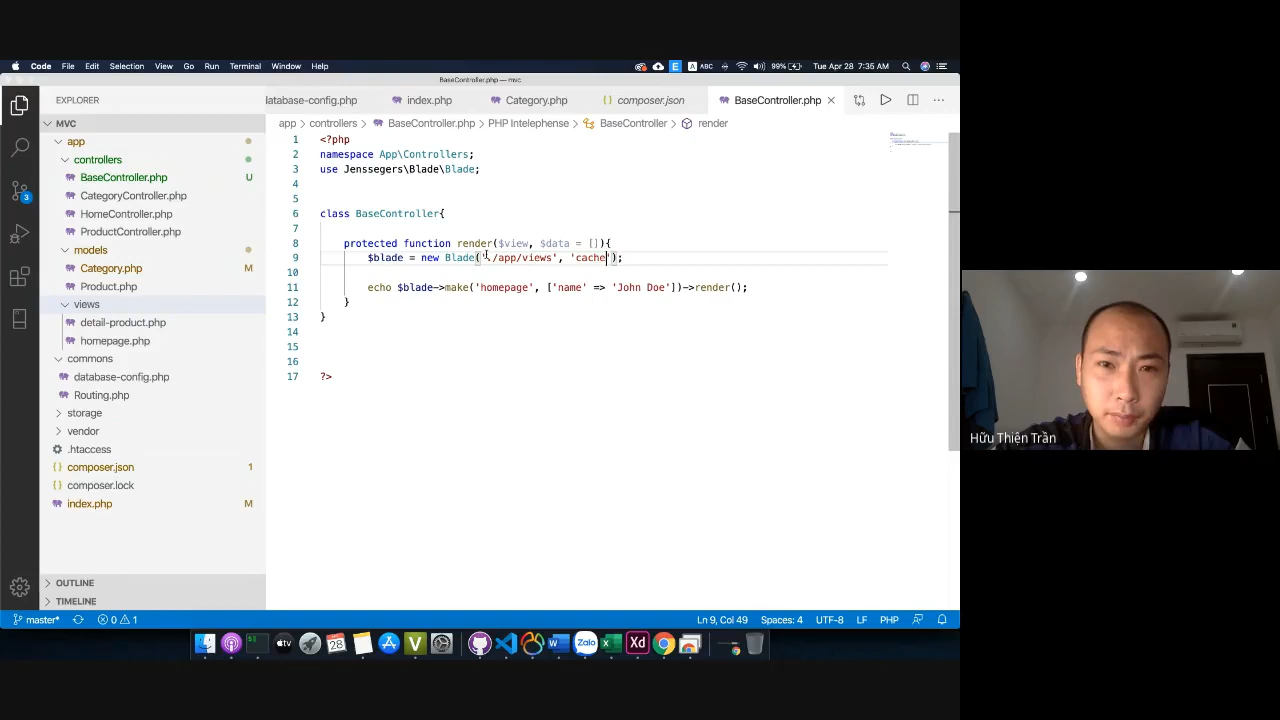 Code File Edit Selection View Go Run Terminal Window Help
E A ABC 99% Tue Apr 28 7:35 AM
BaseController.php — mvc
EXPLORER
database-config.php index.php Category.php composer.json BaseController.php
app > controllers > BaseController.php > PHP Intelephense > BaseController > render
MVC
app
controllers
BaseController.php U
CategoryController.php
HomeController.php
ProductController.php
models
Category.php M
Product.php
views
detail-product.php
homepage.php
commons
database-config.php
Routing.php
storage
vendor
.htaccess
composer.json 1
composer.lock
index.php M
OUTLINE
TIMELINE
3
1 <?php
2 namespace App\Controllers;
3 use Jenssegers\Blade\Blade;
4
5
6 class BaseController{
7
8 protected function render($view, $data = []){
9 $blade = new Blade('./app/views', 'cache');
10
11 echo $blade->make('homepage', ['name' => 'John Doe'])->render();
12 }
13 }
14
15
16
17 ?>
master* 0 1 Ln 9, Col 49 Spaces: 4 UTF-8 LF PHP
28 tv V W Zalo X Xd
Hữu Thiện Trần